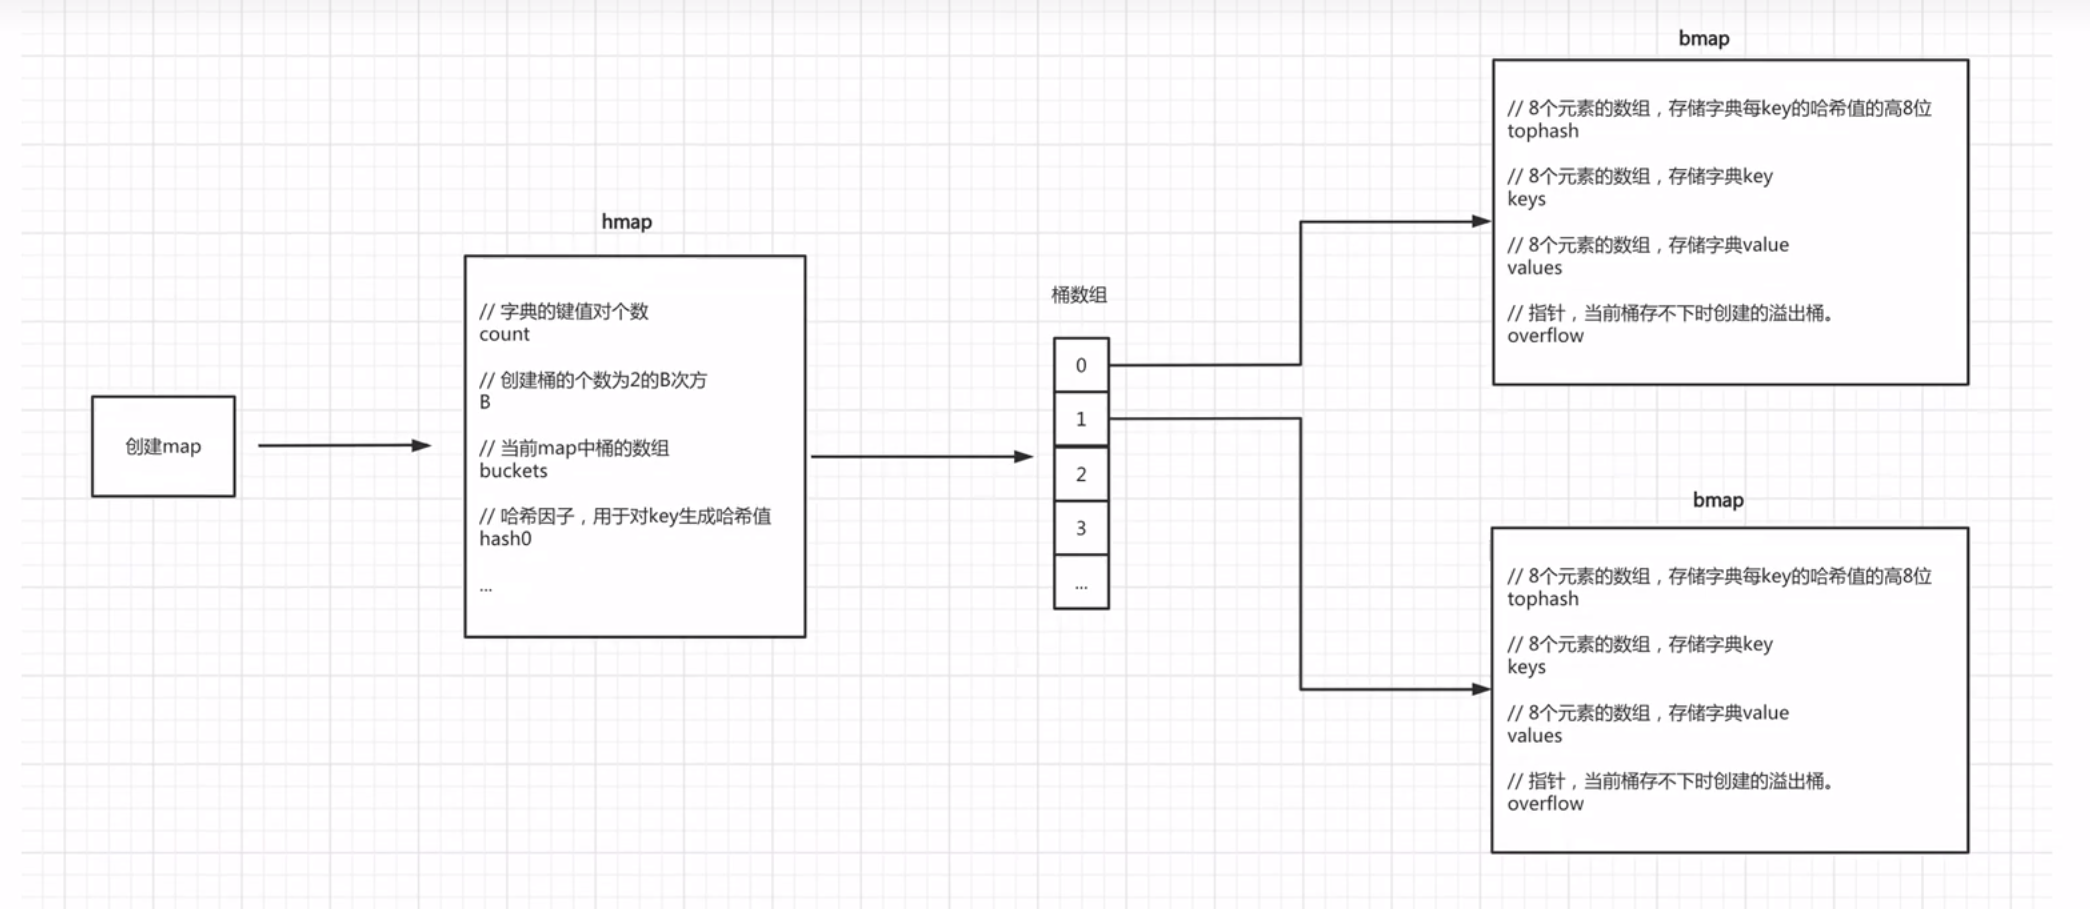 创建map
hmap
// 字典的键值对个数
count
// 创建桶的个数为2的B次方
B
// 当前map中桶的数组
buckets
// 哈希因子，用于对key生成哈希值
hash0
...
桶数组
0
1
2
3
...
bmap
// 8个元素的数组，存储字典每key的哈希值的高8位
tophash
// 8个元素的数组，存储字典key
keys
// 8个元素的数组，存储字典value
values
// 指针，当前桶存不下时创建的溢出桶。
overflow
bmap
// 8个元素的数组，存储字典每key的哈希值的高8位
tophash
// 8个元素的数组，存储字典key
keys
// 8个元素的数组，存储字典value
values
// 指针，当前桶存不下时创建的溢出桶。
overflow